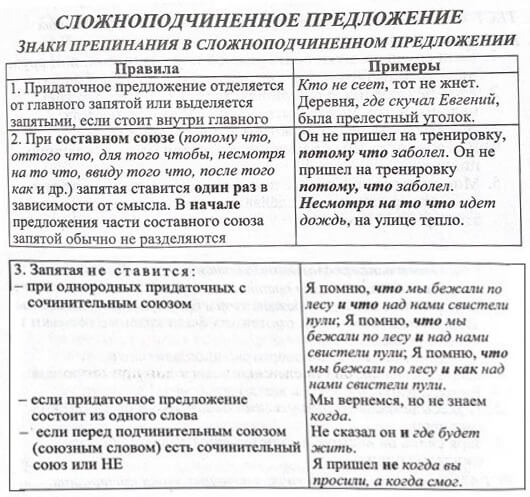 СЛОЖНОПОДЧИНЕННОЕ ПРЕДЛОЖЕНИЕ
ЗНАКИ ПРЕПИНАНИЯ В СЛОЖНОПОДЧИНЕННОМ ПРЕДЛОЖЕНИИ
Правила
Примеры
1. Придаточное предложение отделяется
от главного запятой или выделяется
запятыми, если стоит внутри главного
Кто не сеет, тот не жнет.
Деревня, где скучал Евгений,
была прелестный уголок.
2. При составном союзе (потому что,
оттого что, для того чтобы, несмотря
на то что, ввиду того что, после того
как и др.) запятая ставится один раз в
зависимости от смысла. В начале
предложения части составного союза
запятой обычно не разделяются
Он не пришел на тренировку,
потому что заболел. Он не
пришел на тренировку
потому, что заболел.
Несмотря на то что идет
дождь, на улице тепло.
3. Запятая не ставится:
– при однородных придаточных с
сочинительным союзом
Я помню, что мы бежали по
лесу и что над нами свистели
пули; Я помню, что мы
бежали по лесу и над нами
свистели пули; Я помню, что
мы бежали по лесу и как над
нами свистели пули.
– если придаточное предложение
состоит из одного слова
Мы вернемся, но не знаем
когда.
– если перед подчинительным союзом
(союзным словом) есть сочинительный
союз или НЕ
Не сказал он и где будет
жить.
Я пришел не когда вы
просили, а когда смог.